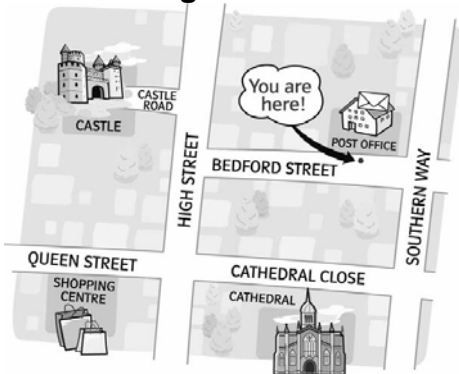 CASTLE
ROAD
CASTLE
HIGH STREET
You are
here!
POST OFFICE
BEDFORD STREET
SOUTHERN WAY
QUEEN STREET
SHOPPING
CENTRE
CATHEDRAL CLOSE
CATHEDRAL